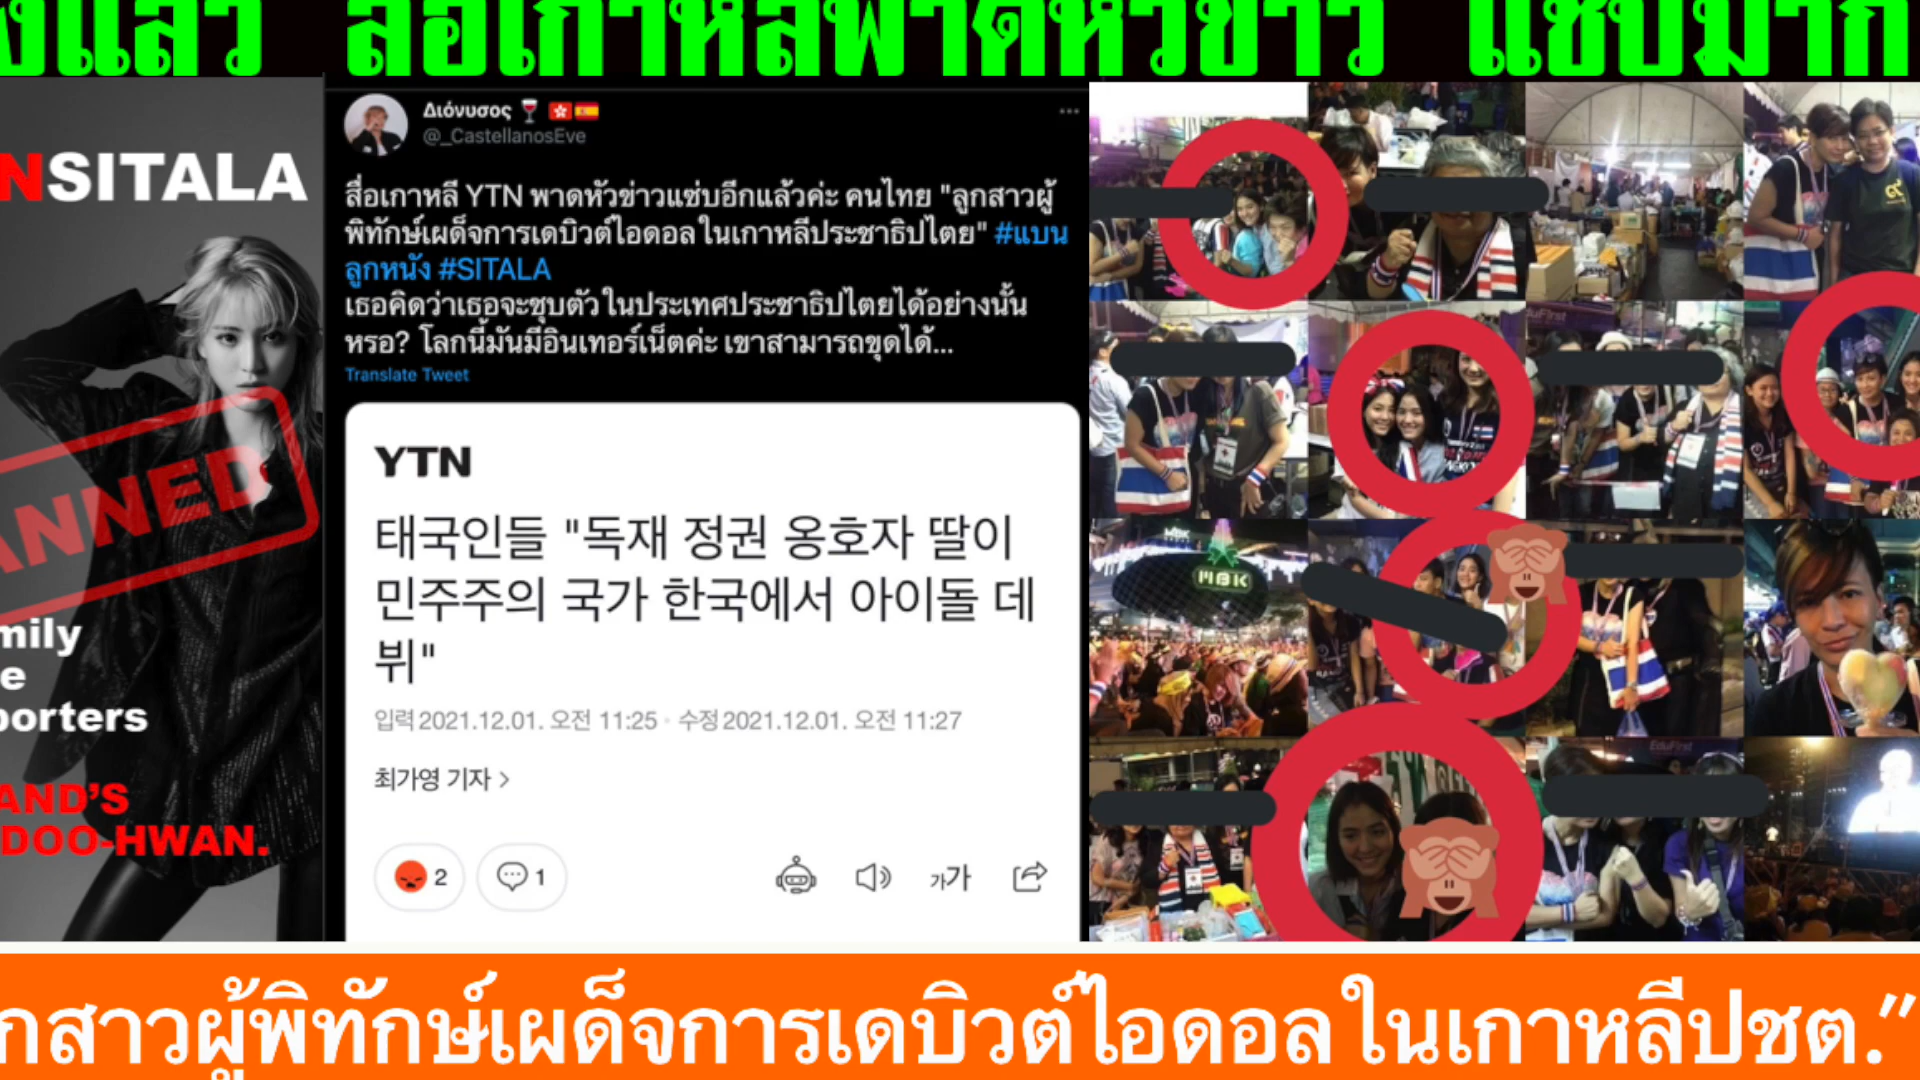 งแล้ว สื่อเกาหลีพาดหัวข่าว แซ่บมาก
NSITALA
ANNED
mily
e
porters
AND'S
DOO-HWAN.
Διόνυσος
@_CastellanosEve
สื่อเกาหลี YTN พาดหัวข่าวแซ่บอีกแล้วค่ะ คนไทย "ลูกสาวผู้
พิทักษ์เผด็จการเดบิวต์ไอดอลในเกาหลีประชาธิปไตย" #แบน
ลูกหนัง #SITALA
เธอคิดว่าเธอจะชุบตัวในประเทศประชาธิปไตยได้อย่างนั้น
หรอ? โลกนี้มันมีอินเทอร์เน็ตค่ะ เขาสามารถขุดได้...
Translate Tweet
YTN
태국인들 "독재 정권 옹호자 딸이
민주주의 국가 한국에서 아이돌 데
뷔"
입력 2021.12.01. 오전 11:25 · 수정 2021.12.01. 오전 11:27
최가영 기자 >
2
1
가가
MBK
MBK
EduFirst
กสาวผู้พิทักษ์เผด็จการเดบิวต์ไอดอลในเกาหลีปชต."